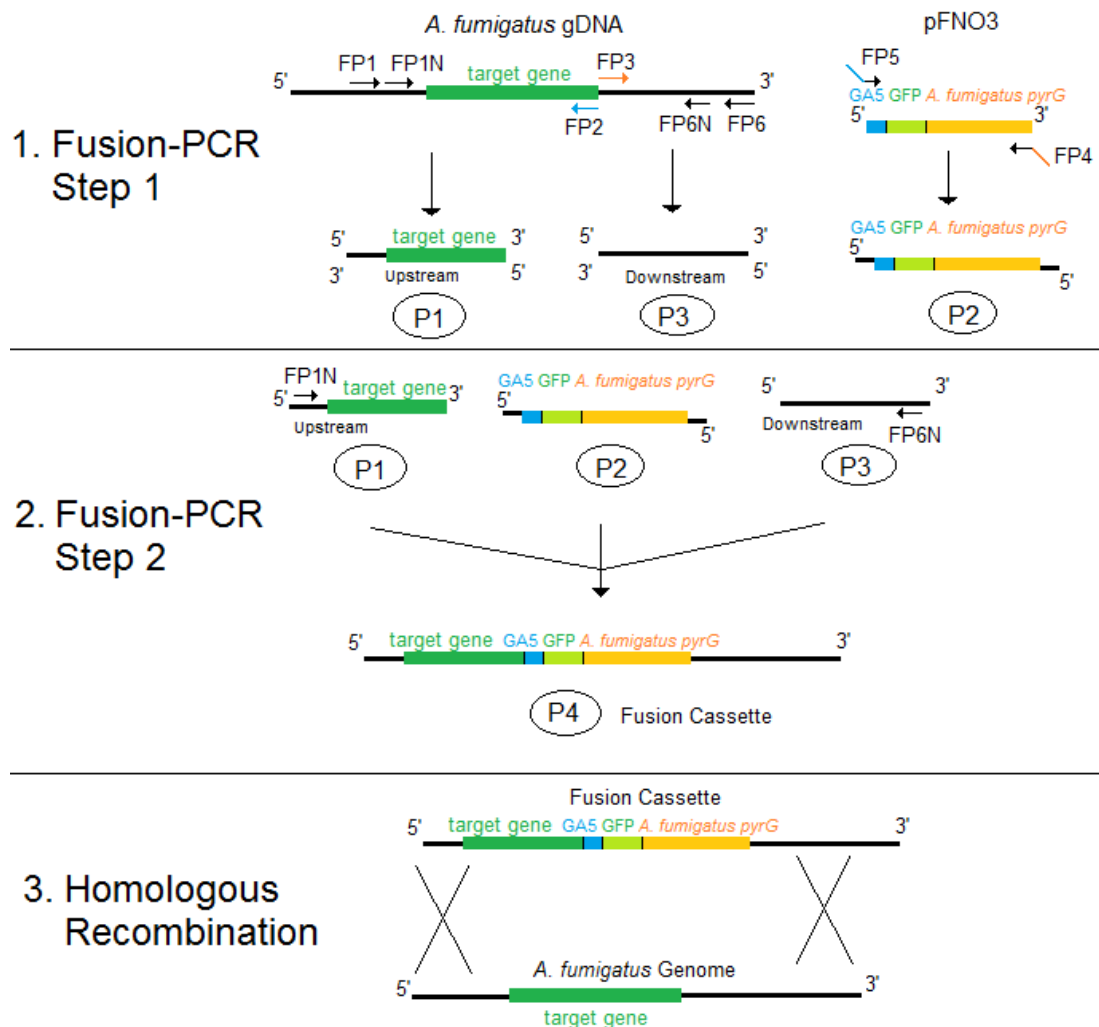 A. fumigatus gDNA
pFNO3
FP1 FP1N target gene FP3
5' 3'
FP2 FP6N FP6
FP5
GA5 GFP A. fumigatus pyrG
5' 3'
FP4
1. Fusion-PCR
Step 1
5' target gene 3'
3' Upstream 5'
P1
5' 3'
3' Downstream 5'
P3
GA5 GFP A. fumigatus pyrG
5'
5'
P2
FP1N
5' target gene 3'
Upstream
P1
GA5 GFP A. fumigatus pyrG
5'
5'
P2
5' 3'
Downstream FP6N
P3
2. Fusion-PCR
Step 2
5' target gene GA5 GFP A. fumigatus pyrG 3'
P4 Fusion Cassette
Fusion Cassette
5' target gene GA5 GFP A. fumigatus pyrG 3'
3. Homologous
Recombination
A. fumigatus Genome
5' 3'
target gene